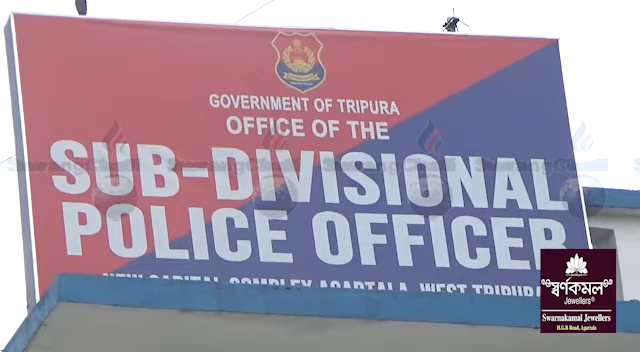 GOVERNMENT OF TRIPURA
OFFICE OF THE
SUB-DIVISIONAL
POLICE OFFICER
NEW CAPITAL COMPLEX, AGARTALA, WEST TRIPURA
স্বর্ণকমল
Jewellers®
Swarnakamal Jewellers
H.G.B Road, Agartala